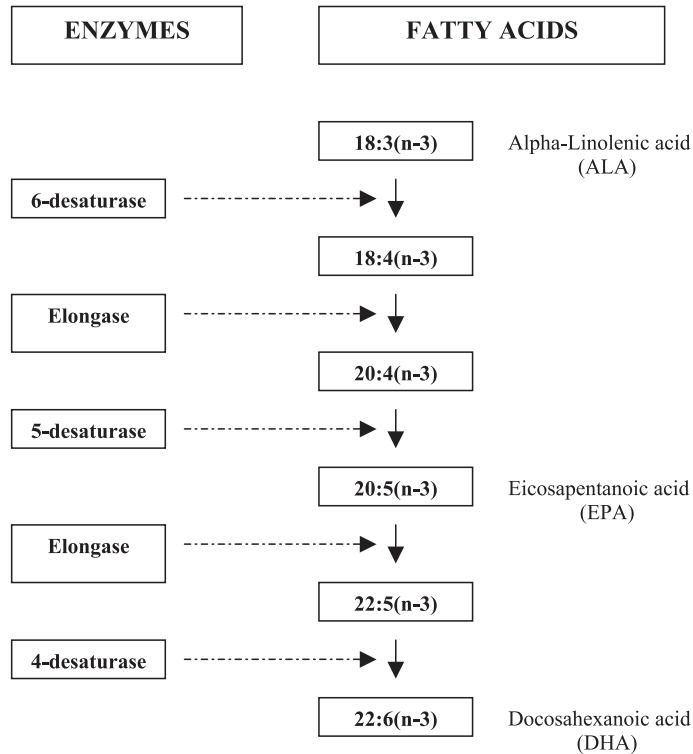 ENZYMES
FATTY ACIDS
18:3(n-3)
Alpha-Linolenic acid
(ALA)
6-desaturase
18:4(n-3)
Elongase
20:4(n-3)
5-desaturase
20:5(n-3)
Eicosapentanoic acid
(EPA)
Elongase
22:5(n-3)
4-desaturase
22:6(n-3)
Docosahexanoic acid
(DHA)